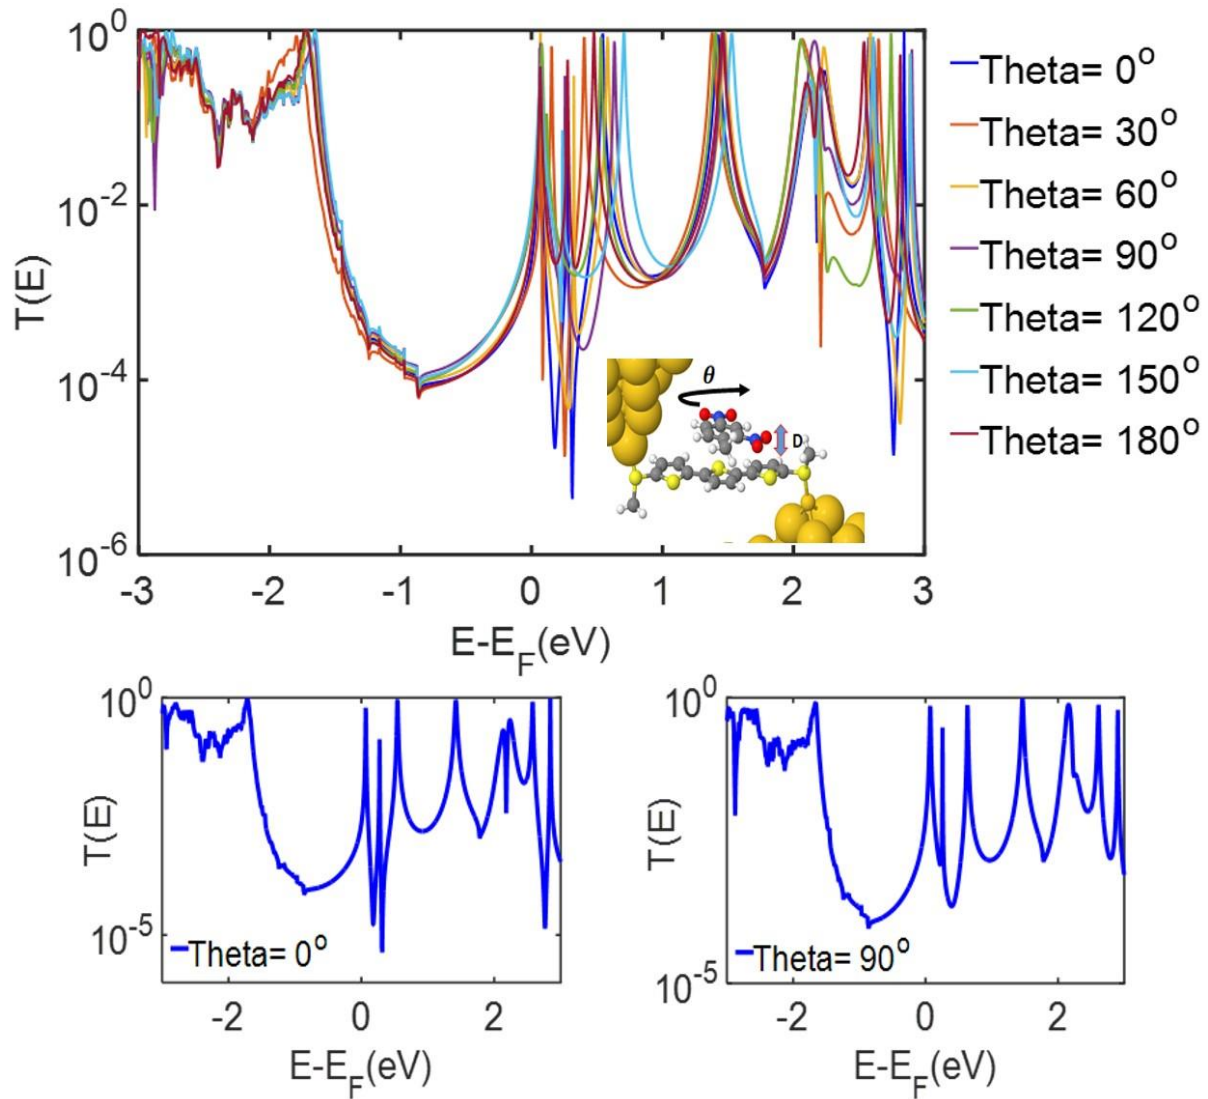 10^0
10^-2
10^-4
10^-6
T(E)
-3 -2 -1 0 1 2 3
E-E_F(eV)
θ
D
Theta= 0^o
Theta= 30^o
Theta= 60^o
Theta= 90^o
Theta= 120^o
Theta= 150^o
Theta= 180^o
10^0
10^-5
T(E)
Theta= 0^o
-2 0 2
E-E_F(eV)
10^0
10^-5
T(E)
Theta= 90^o
-2 0 2
E-E_F(eV)